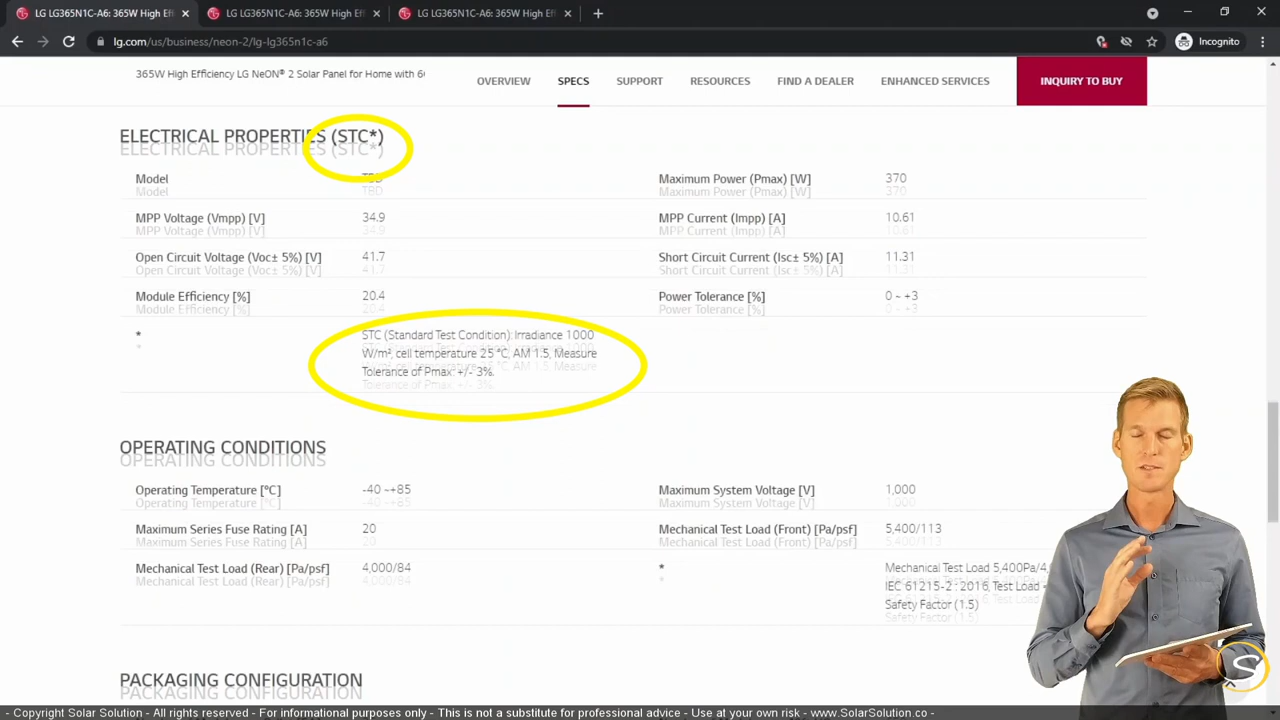 LG LG365N1C-A6: 365W High Eff
LG LG365N1C-A6: 365W High Effi
LG LG365N1C-A6: 365W High Effi
lg.com/us/business/neon-2/lg-lg365n1c-a6
Incognito
365W High Efficiency LG NeON® 2 Solar Panel for Home with 60
OVERVIEW SPECS SUPPORT RESOURCES FIND A DEALER ENHANCED SERVICES INQUIRY TO BUY
ELECTRICAL PROPERTIES (STC*)
Model TBD Maximum Power (Pmax) [W] 370
MPP Voltage (Vmpp) [V] 34.9 MPP Current (Impp) [A] 10.61
Open Circuit Voltage (Voc± 5%) [V] 41.7 Short Circuit Current (Isc± 5%) [A] 11.31
Module Efficiency [%] 20.4 Power Tolerance [%] 0 ~ +3
* STC (Standard Test Condition): Irradiance 1000
W/m², cell temperature 25 °C, AM 1.5, Measure
Tolerance of Pmax: +/- 3%.
OPERATING CONDITIONS
Operating Temperature [°C] -40 ~+85 Maximum System Voltage [V] 1,000
Maximum Series Fuse Rating [A] 20 Mechanical Test Load (Front) [Pa/psf] 5,400/113
Mechanical Test Load (Rear) [Pa/psf] 4,000/84 * Mechanical Test Load 5,400Pa/4,
IEC 61215-2 : 2016, Test Load
Safety Factor (1.5)
PACKAGING CONFIGURATION
- Copyright Solar Solution - All rights reserved - For informational purposes only - This is not a substitute for professional advice - Use at your own risk - www.SolarSolution.co -